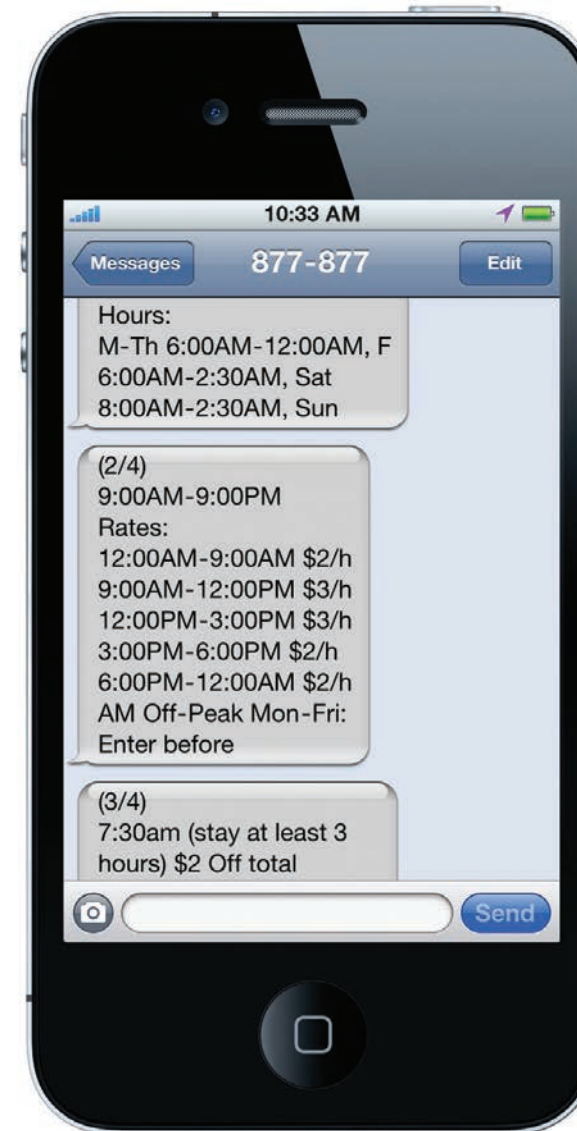 10:33 AM
Messages
877-877
Edit
Hours:
M-Th 6:00AM-12:00AM, F
6:00AM-2:30AM, Sat
8:00AM-2:30AM, Sun
(2/4)
9:00AM-9:00PM
Rates:
12:00AM-9:00AM $2/h
9:00AM-12:00PM $3/h
12:00PM-3:00PM $3/h
3:00PM-6:00PM $2/h
6:00PM-12:00AM $2/h
AM Off-Peak Mon-Fri:
Enter before
(3/4)
7:30am (stay at least 3
hours) $2 Off total
Send